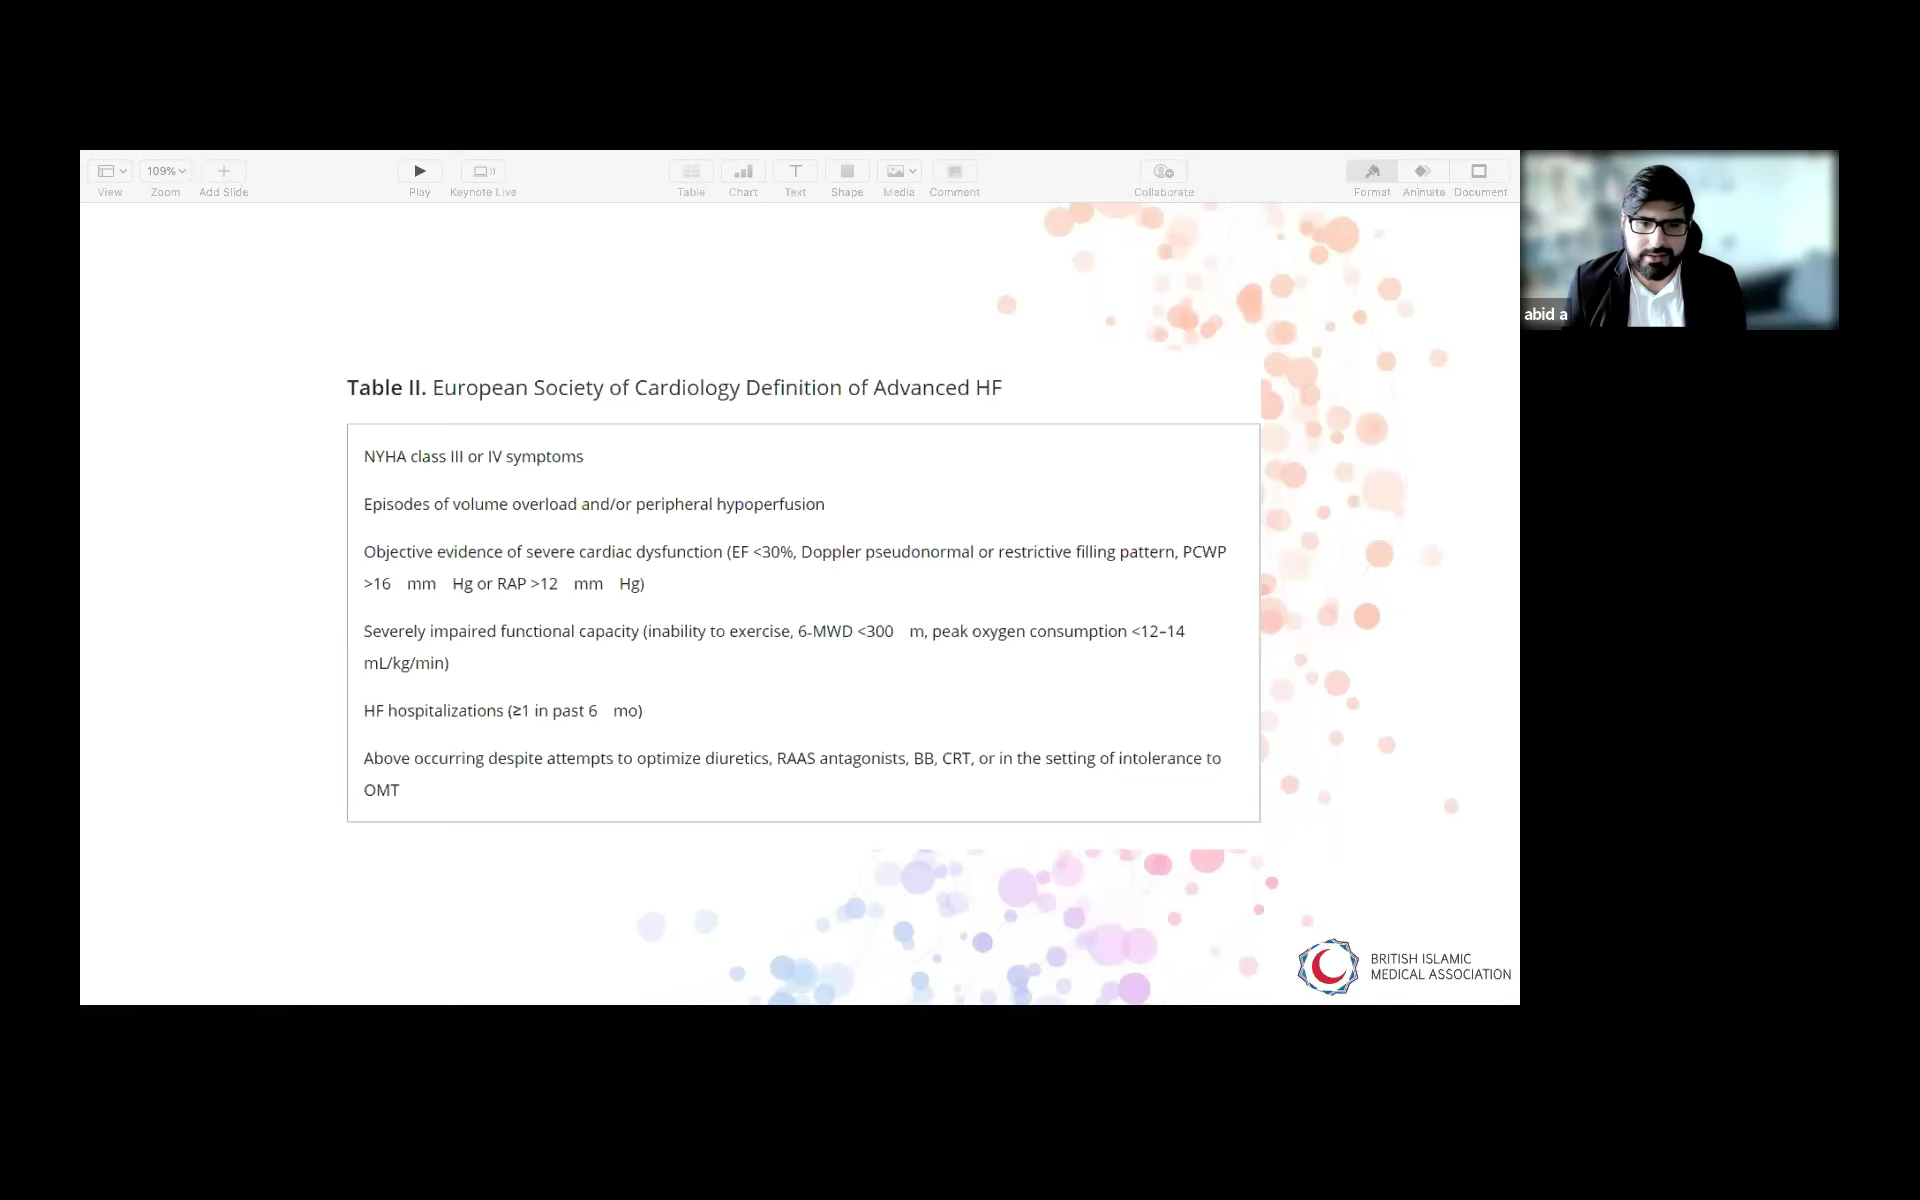 109%
View
Zoom
Add Slide
Play
Keynote Live
Table
Chart
T
Text
Shape
Media
Comment
Collaborate
Format
Animate
Document
abid a
Table II. European Society of Cardiology Definition of Advanced HF
NYHA class III or IV symptoms
Episodes of volume overload and/or peripheral hypoperfusion
Objective evidence of severe cardiac dysfunction (EF <30%, Doppler pseudonormal or restrictive filling pattern, PCWP
>16 mm Hg or RAP >12 mm Hg)
Severely impaired functional capacity (inability to exercise, 6-MWD <300 m, peak oxygen consumption <12–14
mL/kg/min)
HF hospitalizations (≥1 in past 6 mo)
Above occurring despite attempts to optimize diuretics, RAAS antagonists, BB, CRT, or in the setting of intolerance to
OMT
BRITISH ISLAMIC
MEDICAL ASSOCIATION